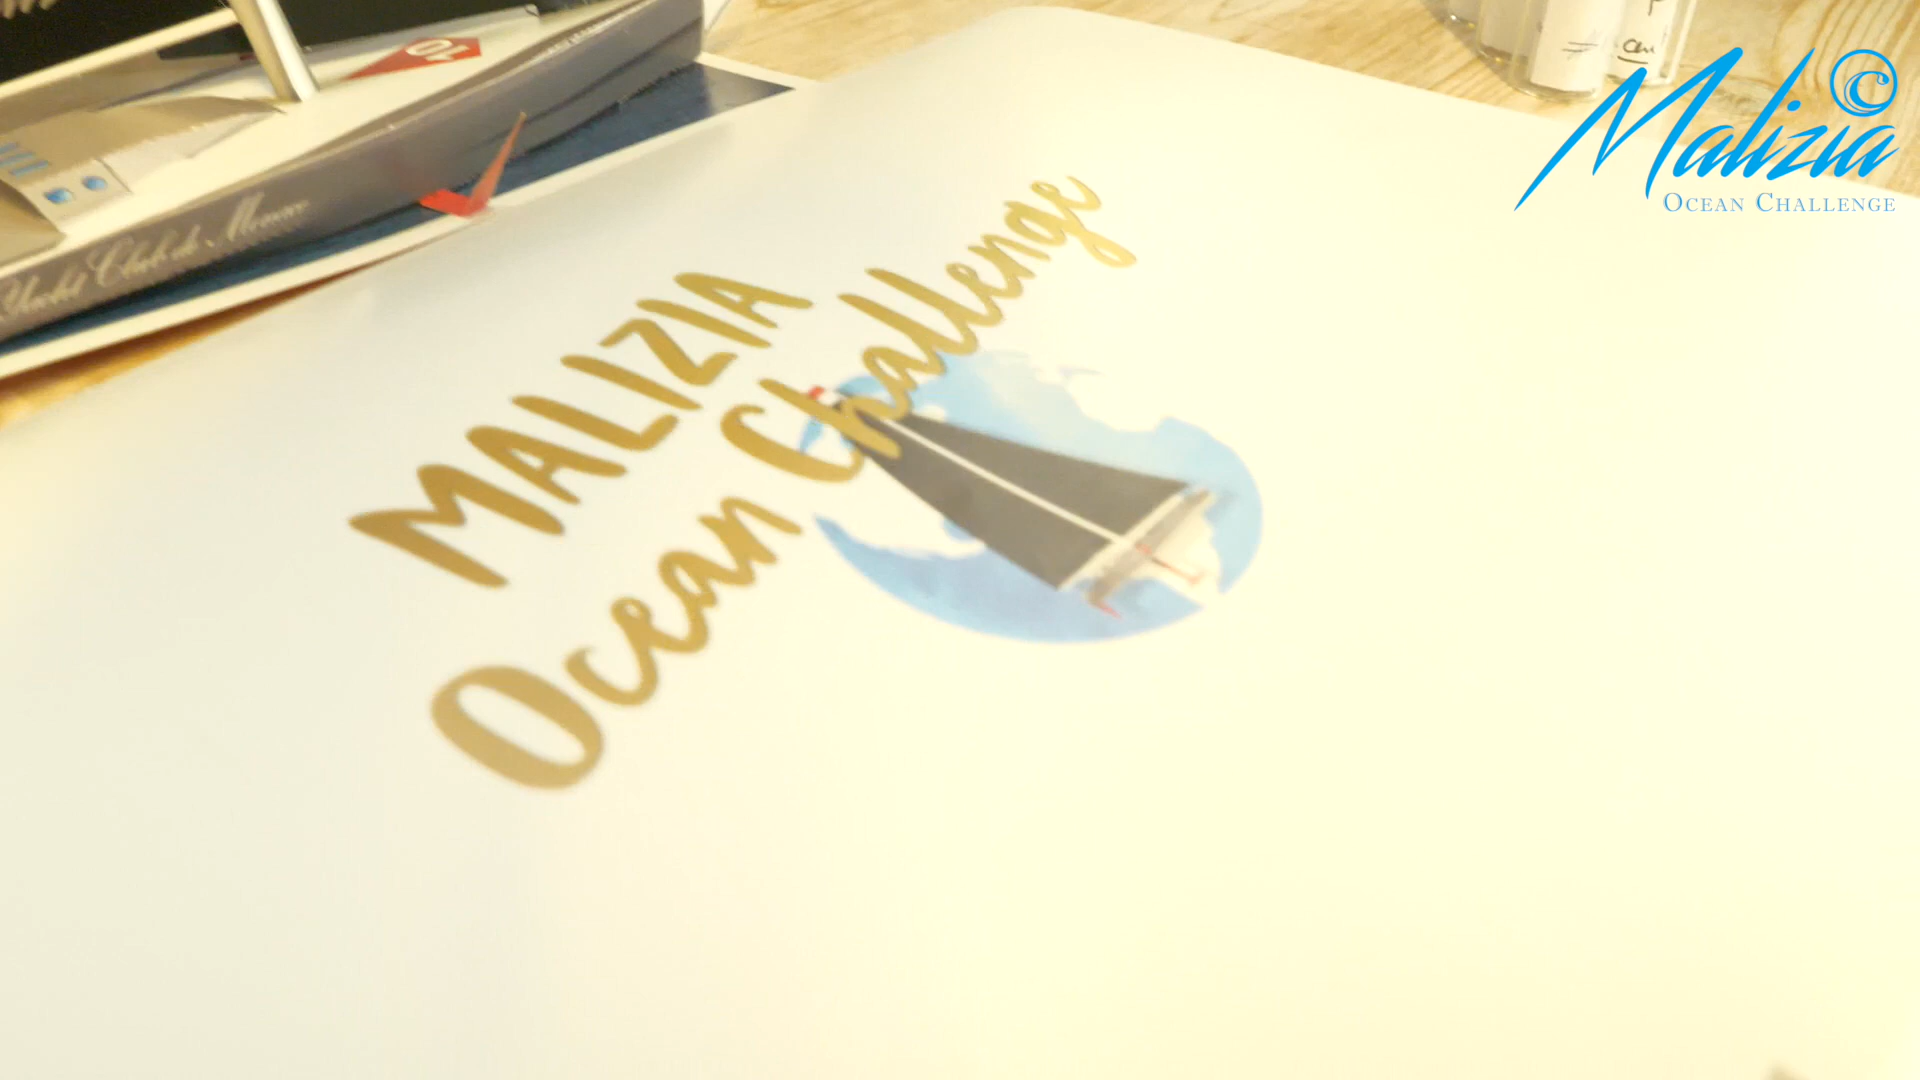 10
Yacht Club de Monaco
MALIZIA
Ocean Challenge
Malizia
©
OCEAN CHALLENGE